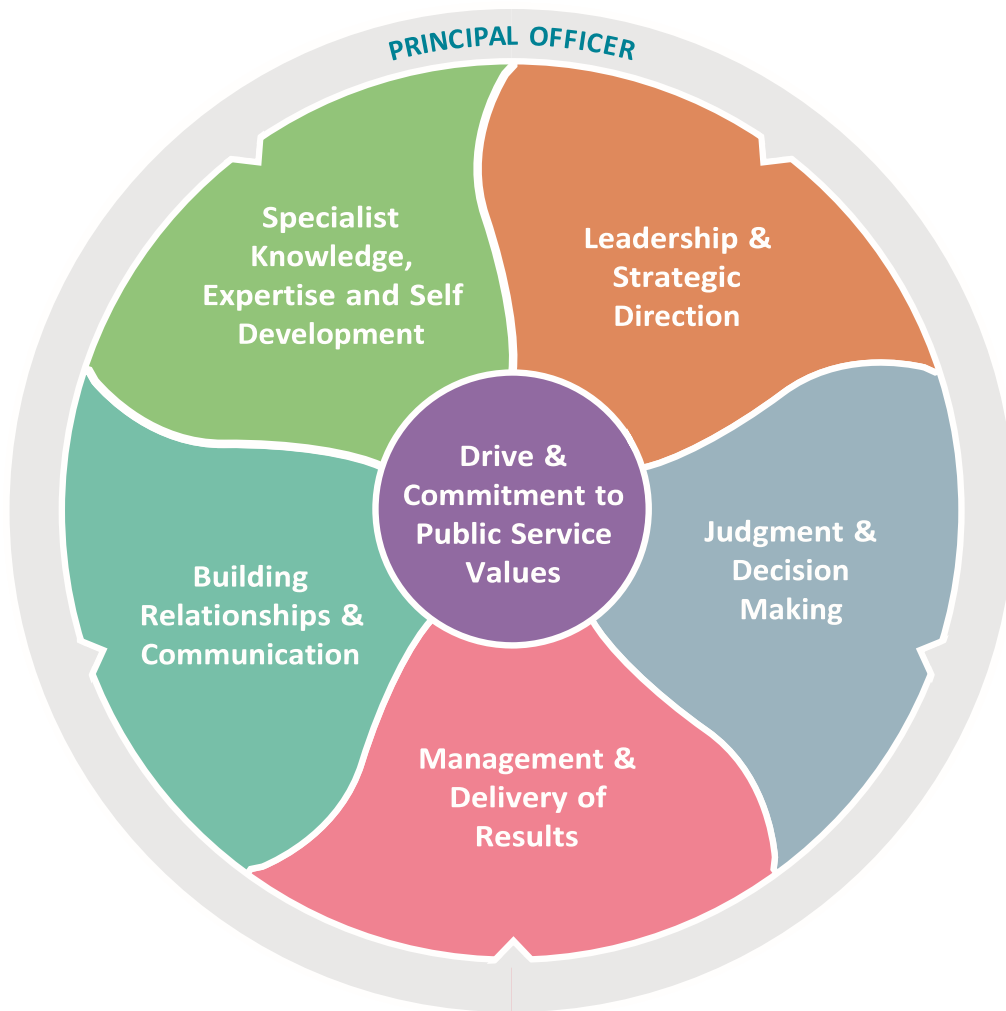 PRINCIPAL OFFICER
Specialist
Knowledge,
Expertise and Self
Development
Leadership &
Strategic
Direction
Drive &
Commitment to
Public Service
Values
Judgment &
Decision
Making
Building
Relationships &
Communication
Management &
Delivery of
Results